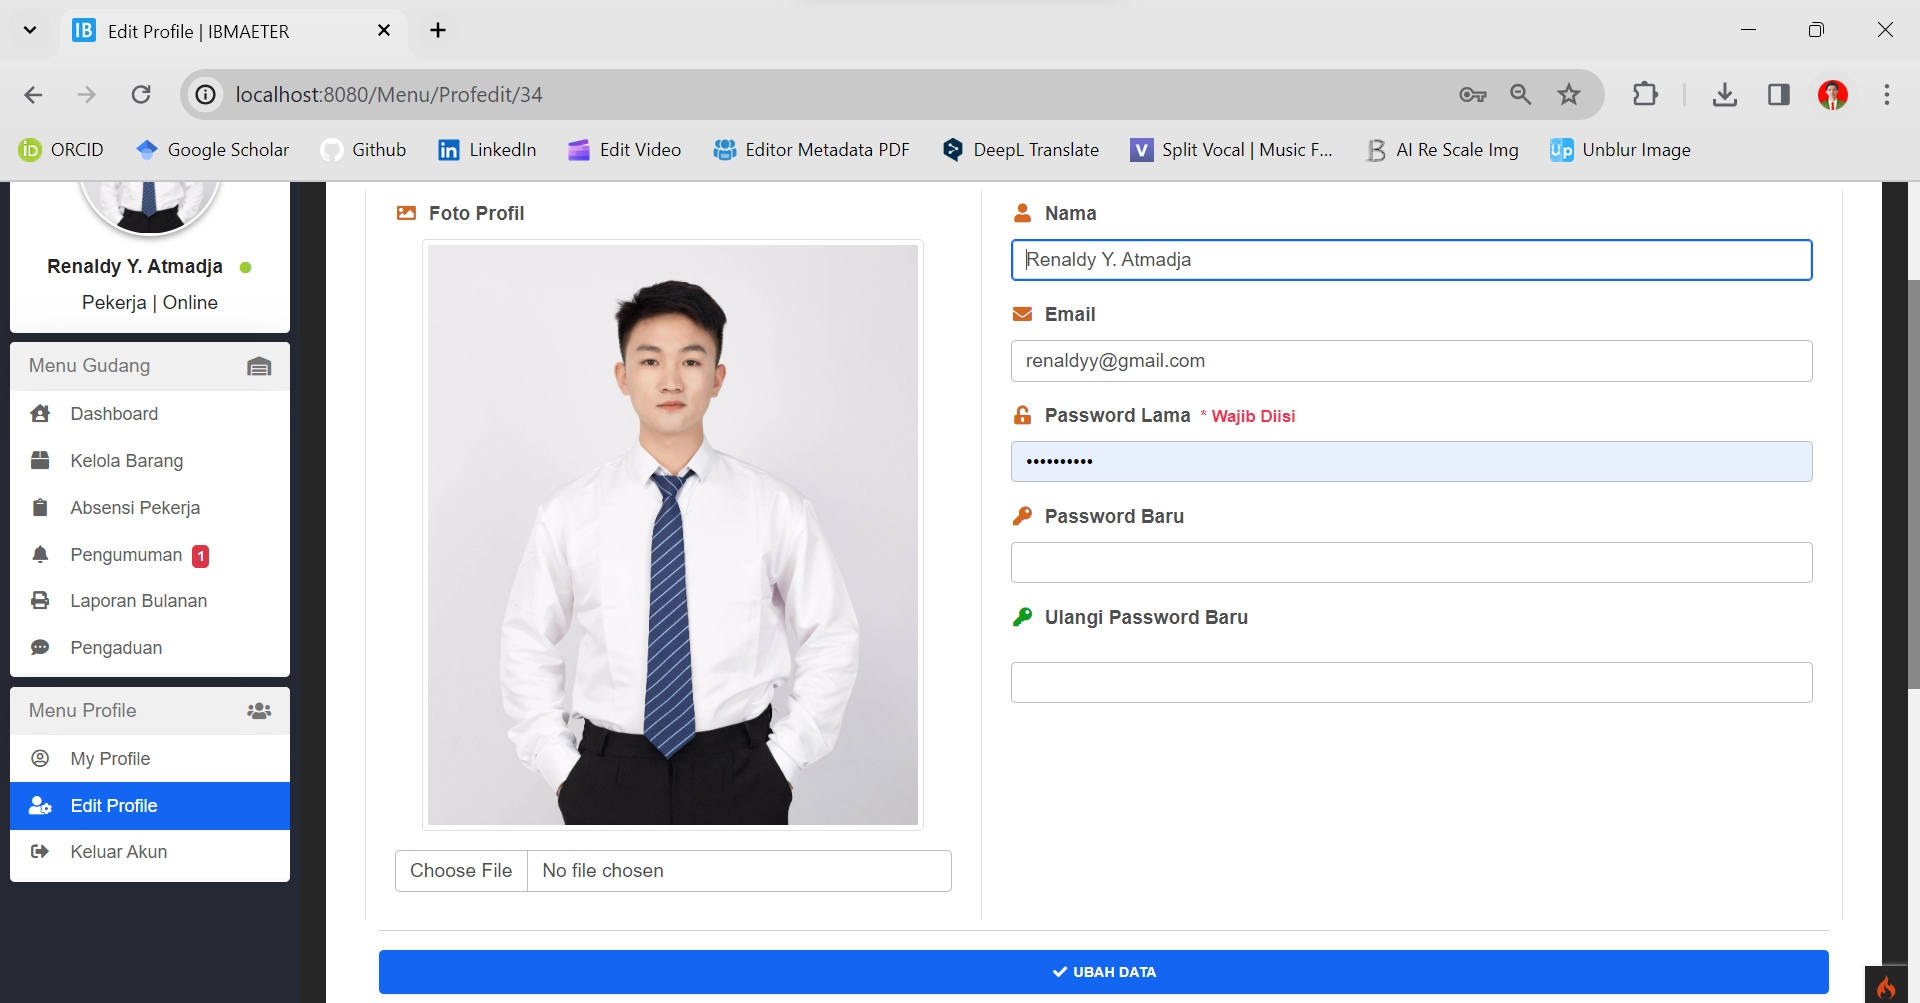 IB Edit Profile | IBMAETER
localhost:8080/Menu/Profedit/34
iD ORCID Google Scholar Github in LinkedIn Edit Video Editor Metadata PDF DeepL Translate V Split Vocal | Music F... B AI Re Scale Img Up Unblur Image
Renaldy Y. Atmadja
Pekerja | Online
Menu Gudang
Dashboard
Kelola Barang
Absensi Pekerja
Pengumuman 1
Laporan Bulanan
Pengaduan
Menu Profile
My Profile
Edit Profile
Keluar Akun
Foto Profil
Choose File No file chosen
Nama
Renaldy Y. Atmadja
Email
renaldyy@gmail.com
Password Lama * Wajib Diisi
••••••••••
Password Baru
Ulangi Password Baru
UBAH DATA